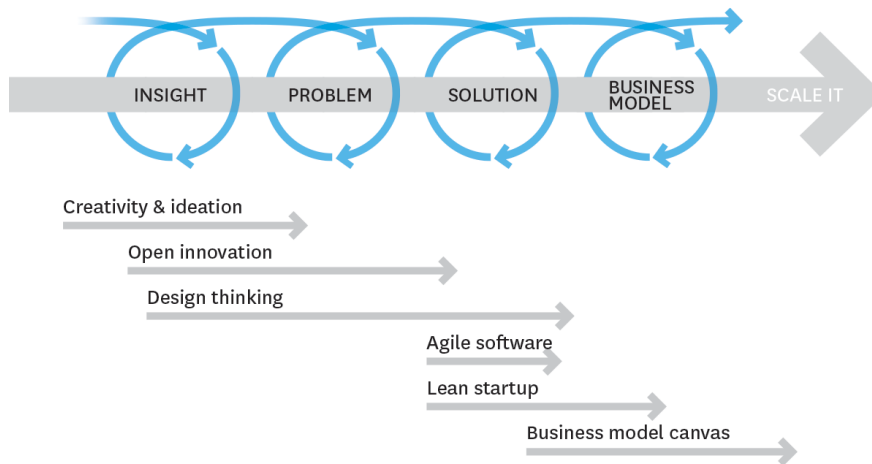 INSIGHT
PROBLEM
SOLUTION
BUSINESS
MODEL
SCALE IT
Creativity & ideation
Open innovation
Design thinking
Agile software
Lean startup
Business model canvas